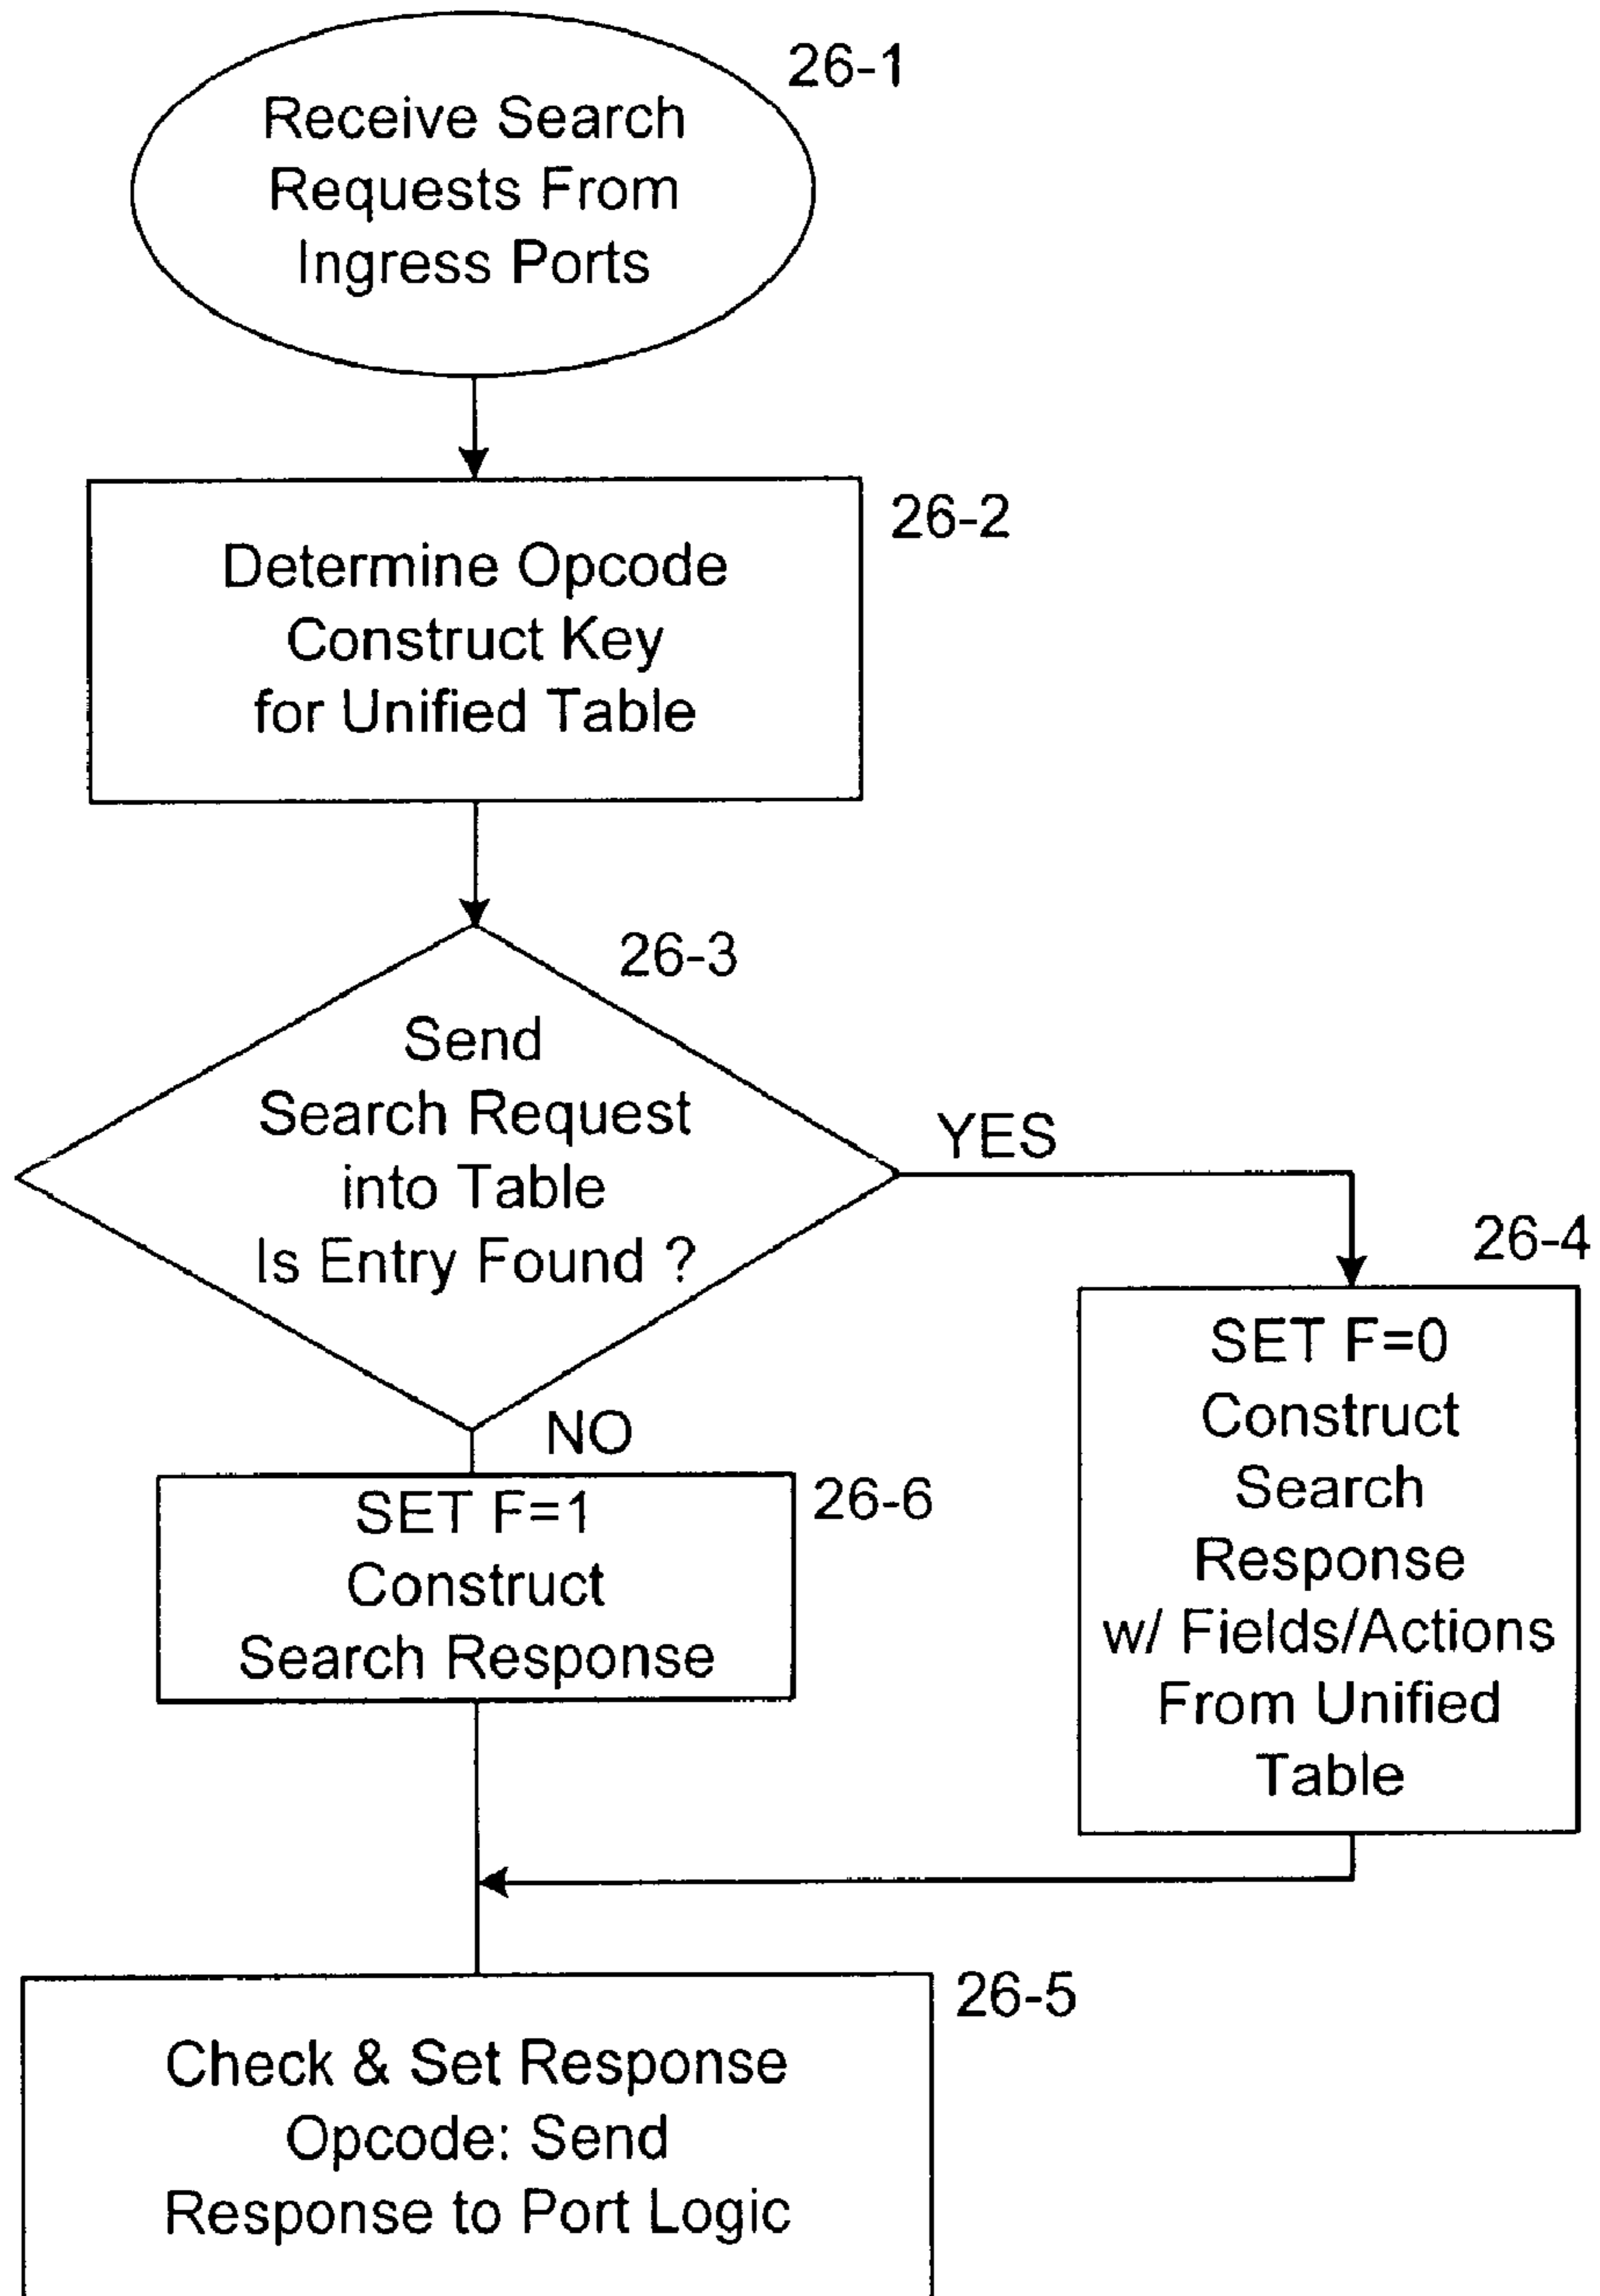 26-1
Receive Search
Requests From
Ingress Ports
26-2
Determine Opcode
Construct Key
for Unified Table
26-3
Send
Search Request
into Table
Is Entry Found ?
YES
NO
26-4
SET F=0
Construct
Search
Response
w/ Fields/Actions
From Unified
Table
26-6
SET F=1
Construct
Search Response
26-5
Check & Set Response
Opcode: Send
Response to Port Logic